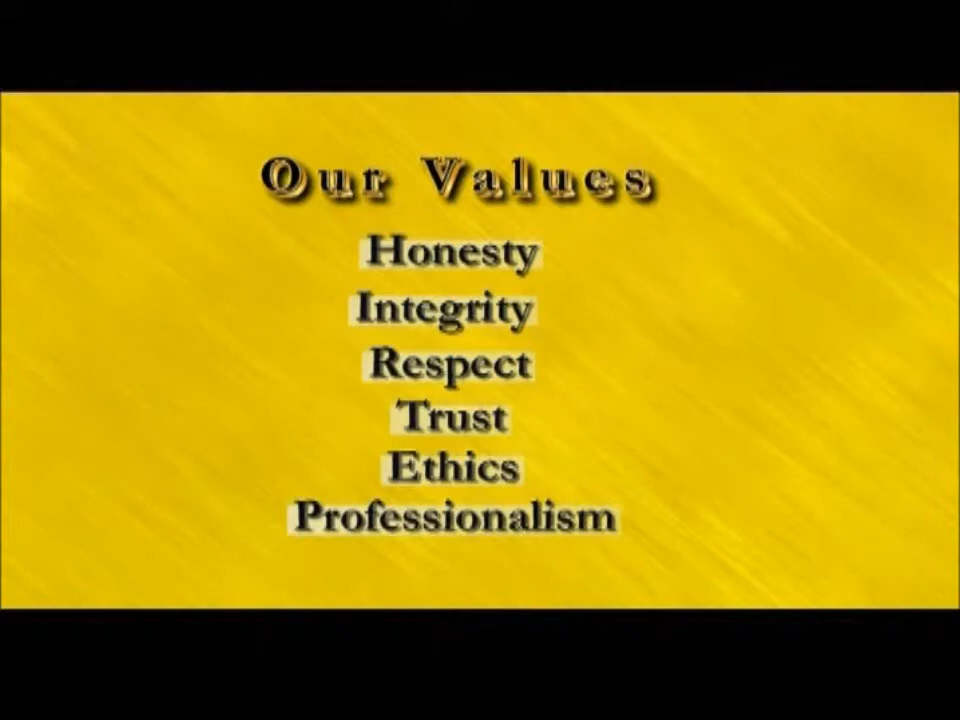 Our Values
Honesty
Integrity
Respect
Trust
Ethics
Professionalism